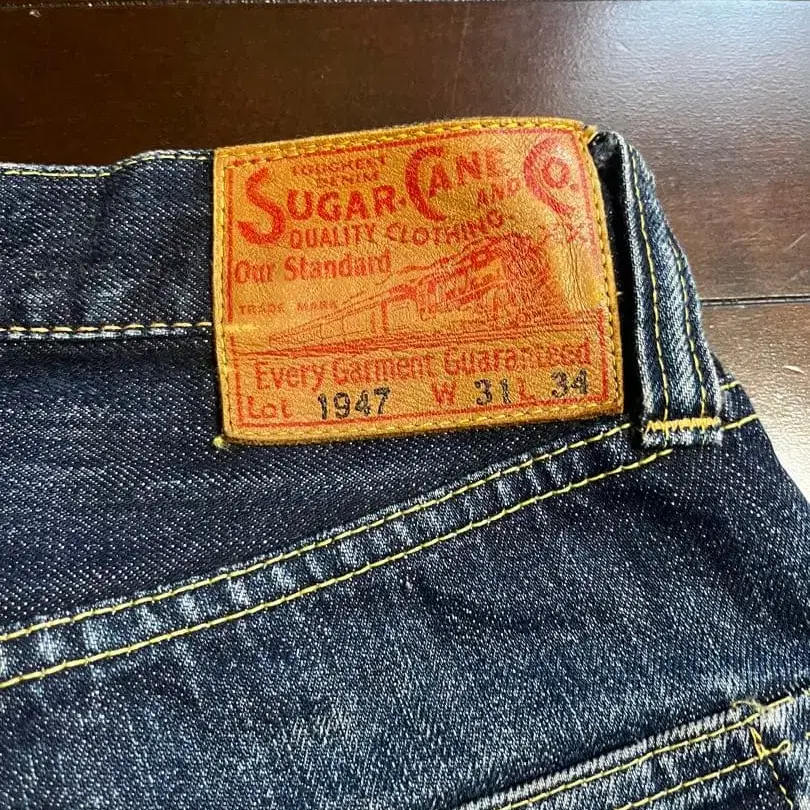 TOUGHEST
DENIM
SUGAR CANE CO.
AND
QUALITY CLOTHING.
Our Standard
TRADE MARK
Every Garment Guaranteed
Lot 1947 W 31 L 34